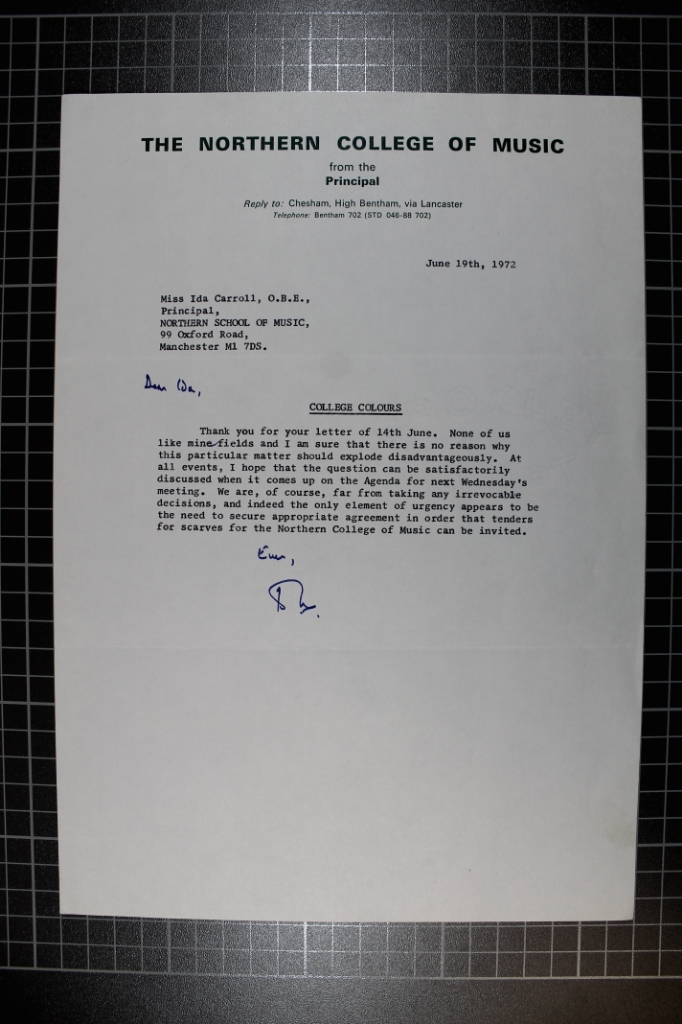 THE NORTHERN COLLEGE OF MUSIC
from the
Principal
Reply to: Chesham, High Bentham, via Lancaster
Telephone: Bentham 702 (STD 046-88 702)
June 19th, 1972
Miss Ida Carroll, O.B.E.,
Principal,
NORTHERN SCHOOL OF MUSIC,
99 Oxford Road,
Manchester M1 7DS.
Dear Ida,
COLLEGE COLOURS
Thank you for your letter of 14th June. None of us
like minefields and I am sure that there is no reason why
this particular matter should explode disadvantageously. At
all events, I hope that the question can be satisfactorily
discussed when it comes up on the Agenda for next Wednesday's
meeting. We are, of course, far from taking any irrevocable
decisions, and indeed the only element of urgency appears to be
the need to secure appropriate agreement in order that tenders
for scarves for the Northern College of Music can be invited.
Ever,